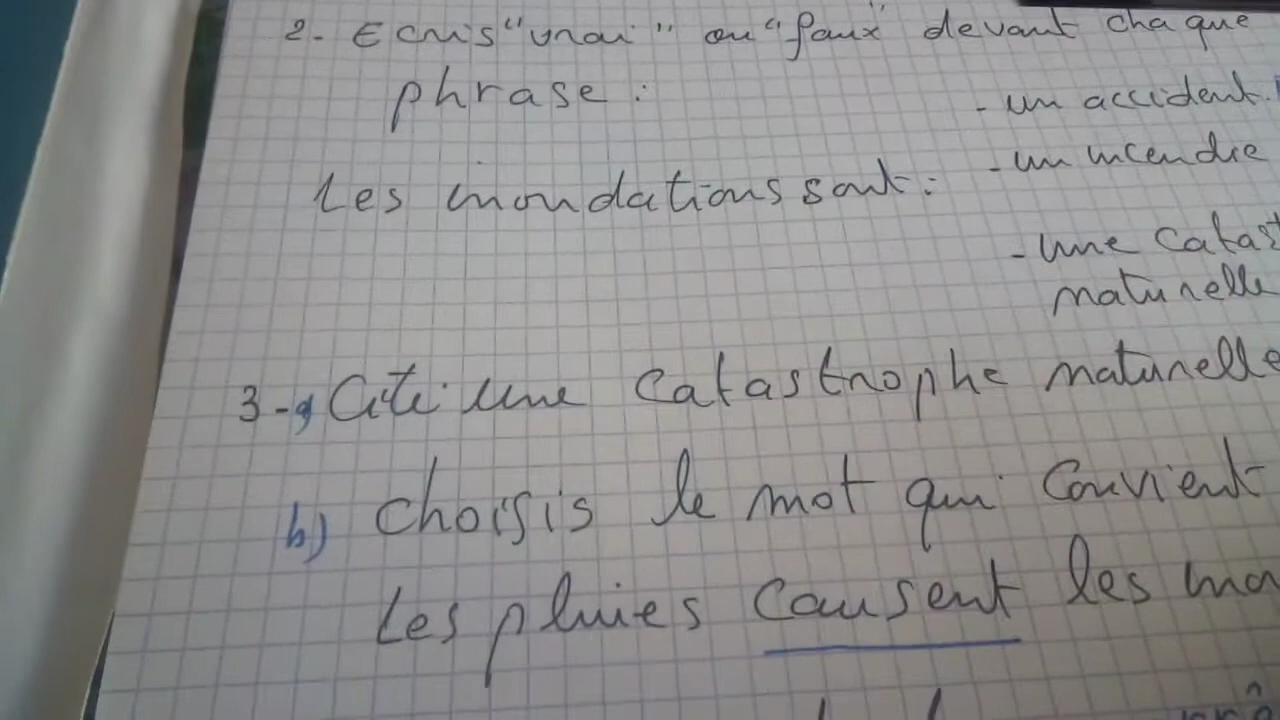 2- Ecris "vrai" ou "faux" devant chaque
phrase :
- un accident.
Les inondations sont :
- un incendie
- une catast
naturelle
3-a) Cite une catastrophe naturelle
b) choisis le mot qui convient
Les pluies causent les